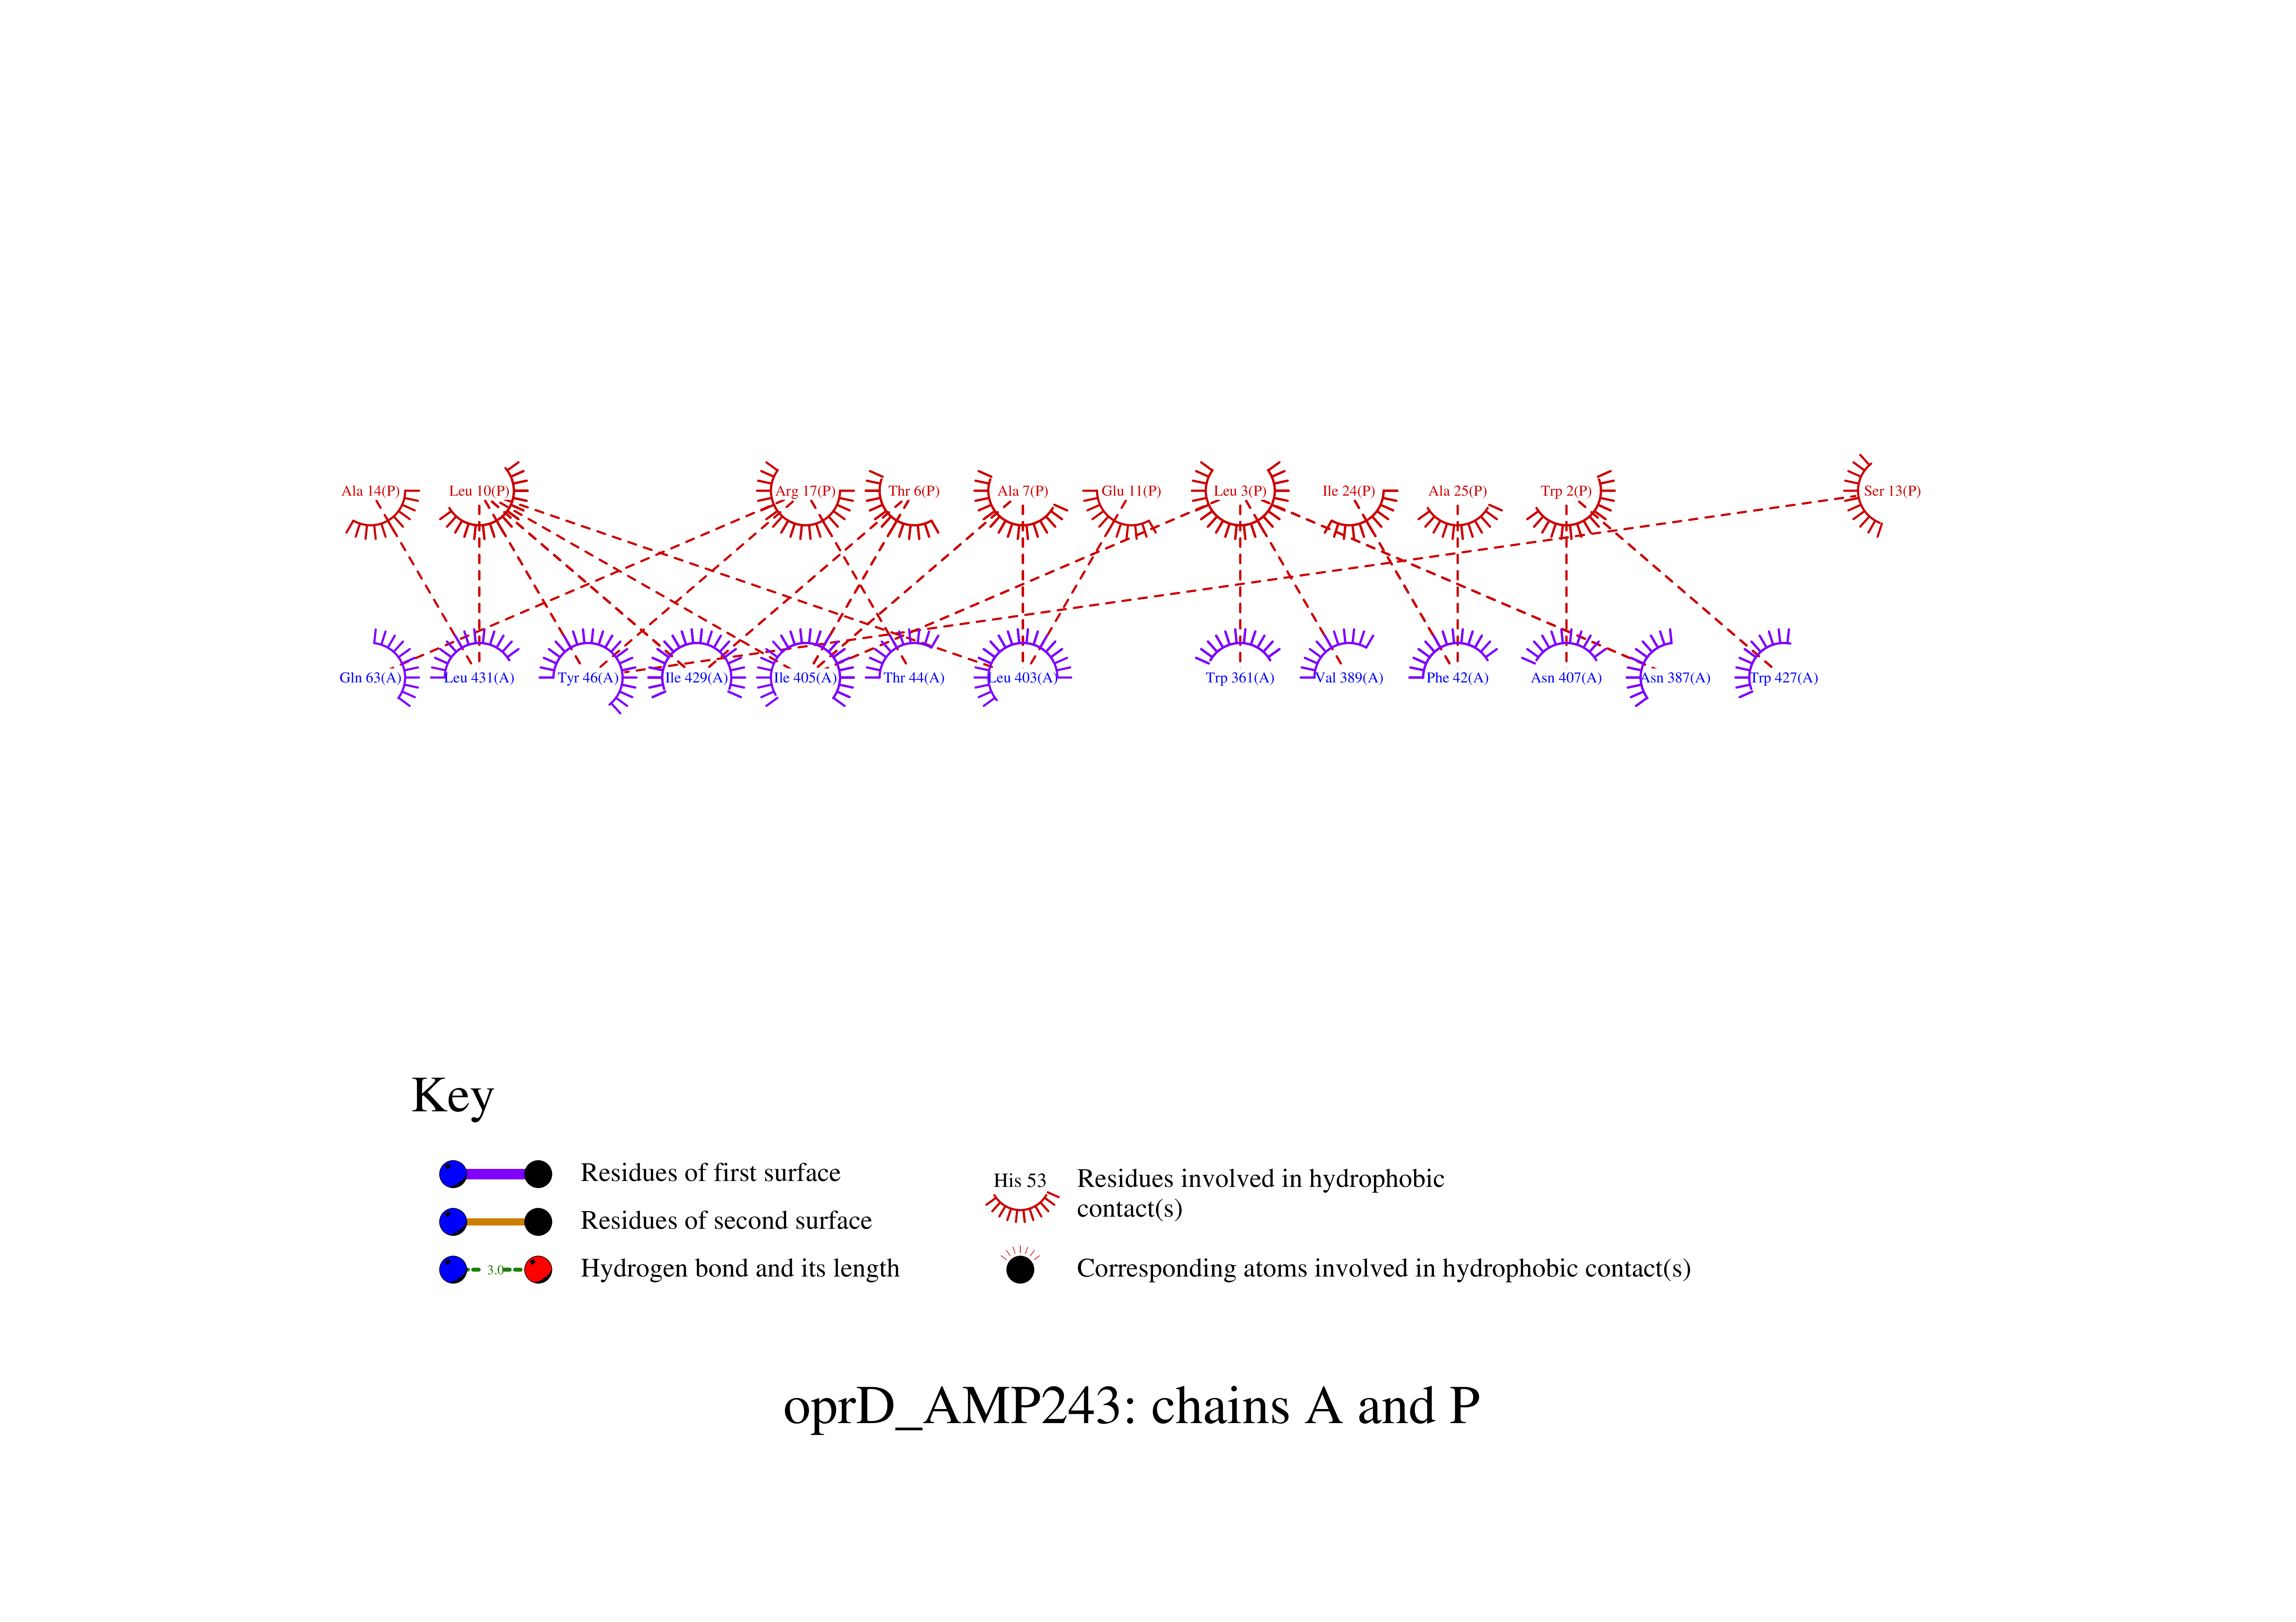 Ala 14(P) Leu 10(P) Arg 17(P) Thr 6(P) Ala 7(P) Glu 11(P) Leu 3(P) Ile 24(P) Ala 25(P) Trp 2(P) Ser 13(P)
Gln 63(A) Leu 431(A) Tyr 46(A) Ile 429(A) Ile 405(A) Thr 44(A) Leu 403(A) Trp 361(A) Val 389(A) Phe 42(A) Asn 407(A) Asn 387(A) Trp 427(A)
Key
Residues of first surface
Residues of second surface
3.0
Hydrogen bond and its length
His 53
Residues involved in hydrophobic
contact(s)
Corresponding atoms involved in hydrophobic contact(s)
oprD_AMP243: chains A and P